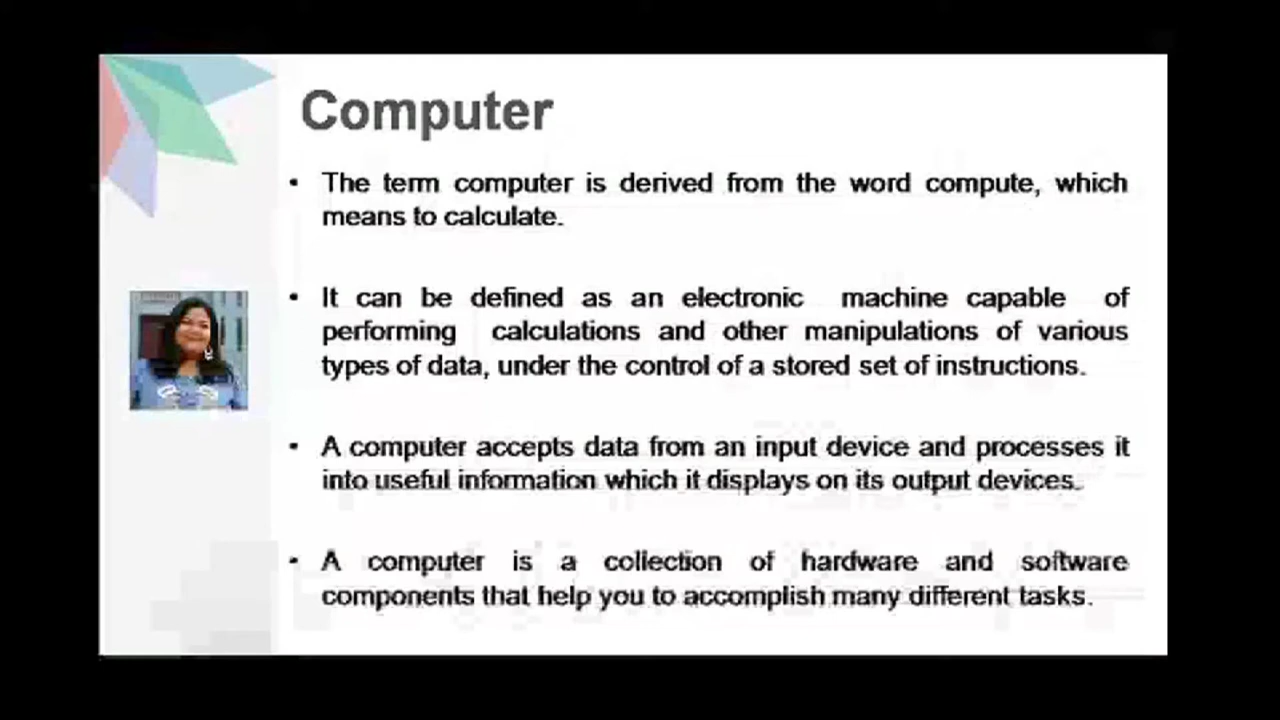 Computer
• The term computer is derived from the word compute, which
means to calculate.
• It can be defined as an electronic machine capable of
performing calculations and other manipulations of various
types of data, under the control of a stored set of instructions.
• A computer accepts data from an input device and processes it
into useful information which it displays on its output devices.
• A computer is a collection of hardware and software
components that help you to accomplish many different tasks.